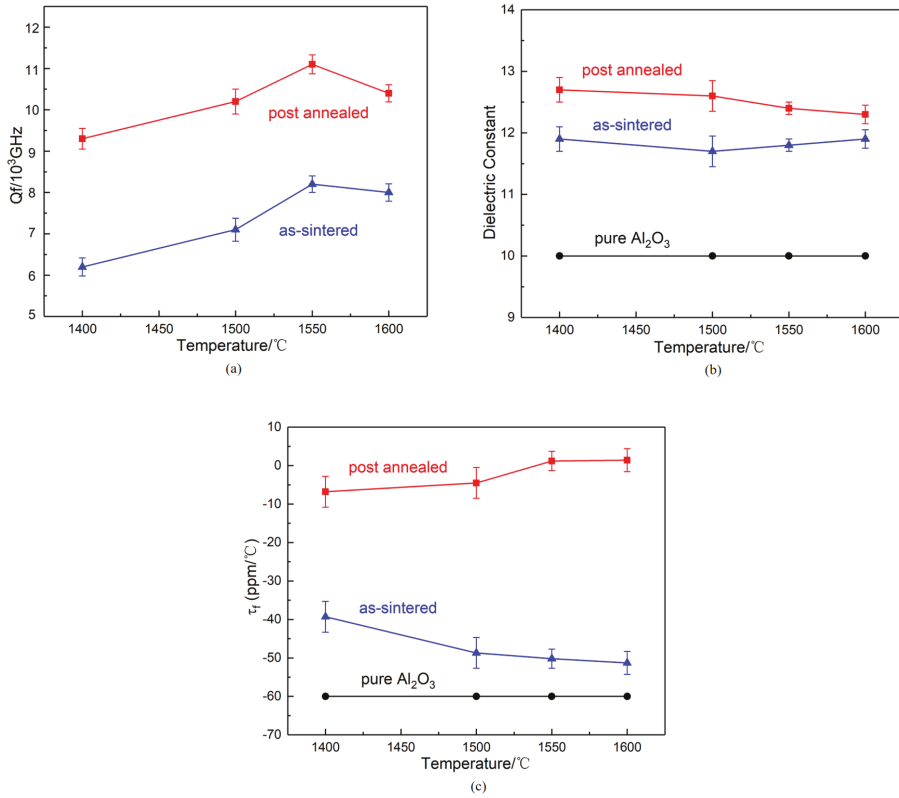 Qf/10³GHz
12
11
10
9
8
7
6
5
post annealed
as-sintered
1400 1450 1500 1550 1600
Temperature/℃
(a)
Dielectric Constant
14
13
12
11
10
9
post annealed
as-sintered
pure Al₂O₃
1400 1450 1500 1550 1600
Temperature/℃
(b)
τf (ppm/℃)
10
0
-10
-20
-30
-40
-50
-60
-70
post annealed
as-sintered
pure Al₂O₃
1400 1450 1500 1550 1600
Temperature/℃
(c)